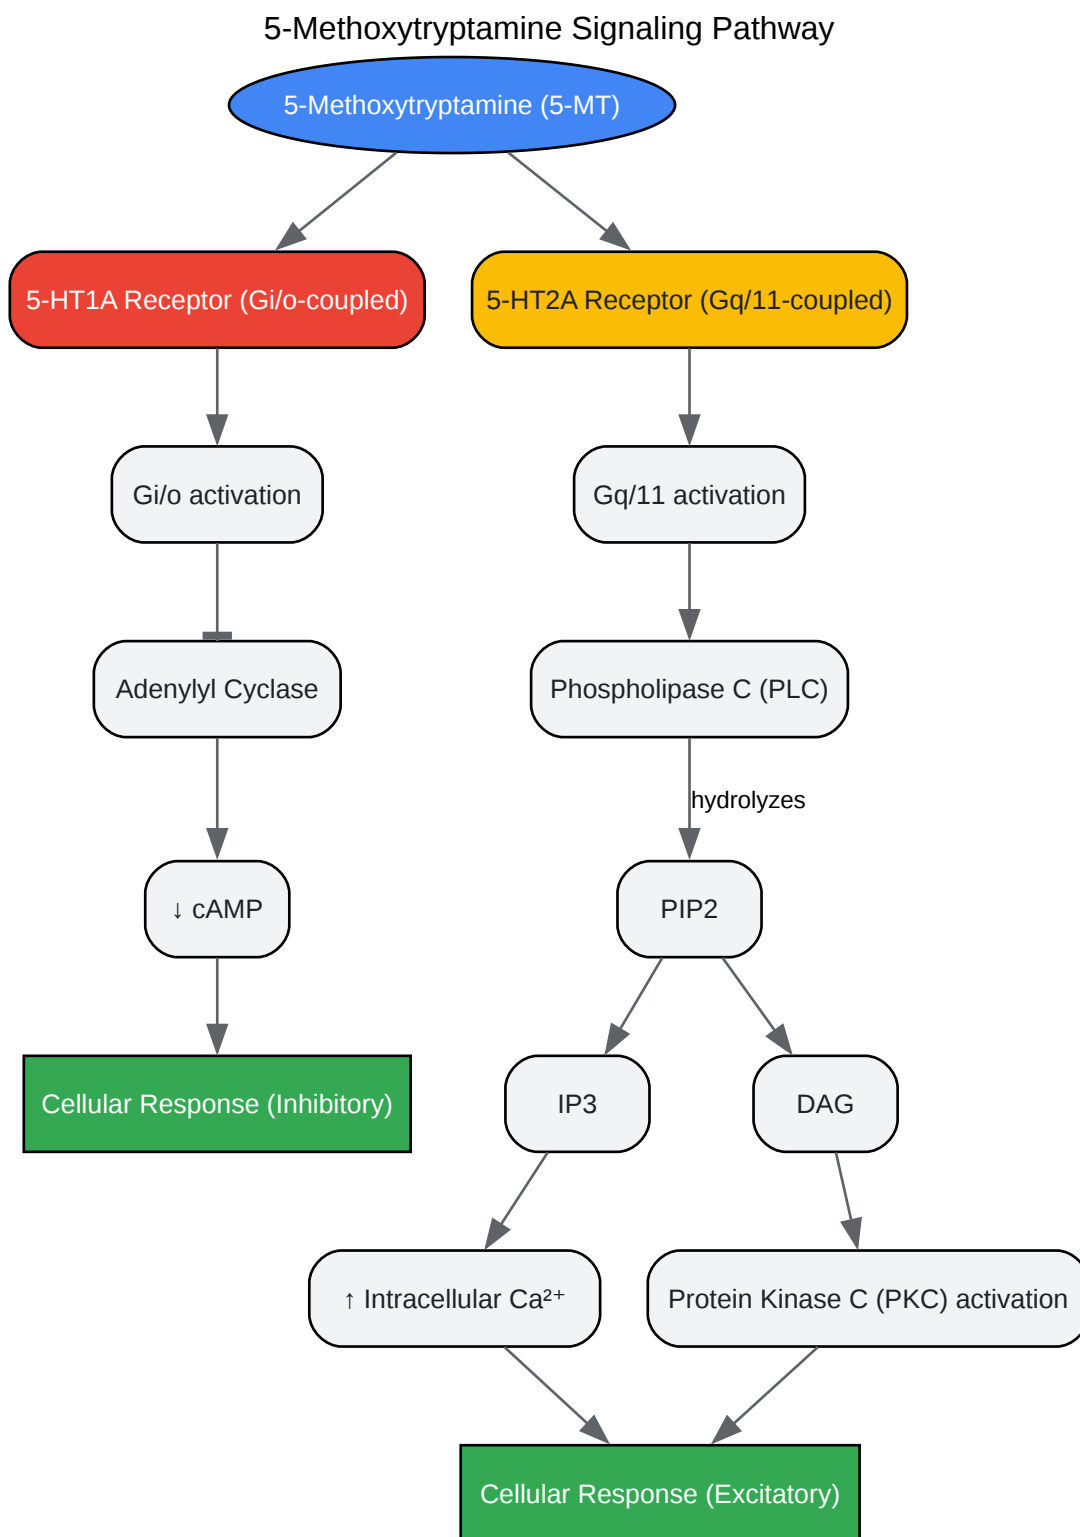 5-Methoxytryptamine Signaling Pathway
5-Methoxytryptamine (5-MT)
5-HT1A Receptor (Gi/o-coupled)
5-HT2A Receptor (Gq/11-coupled)
Gi/o activation
Gq/11 activation
Adenylyl Cyclase
Phospholipase C (PLC)
hydrolyzes
↓ cAMP
PIP2
Cellular Response (Inhibitory)
IP3
DAG
↑ Intracellular Ca²⁺
Protein Kinase C (PKC) activation
Cellular Response (Excitatory)